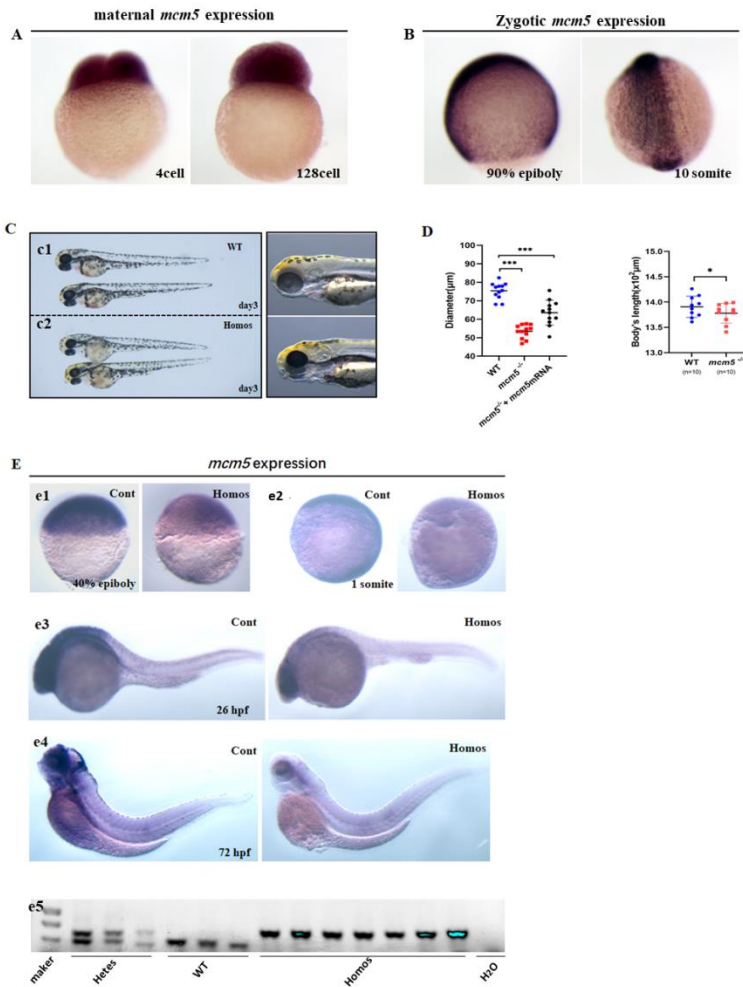 maternal mcm5 expression
Zygotic mcm5 expression
A
B
4cell
128cell
90% epiboly
10 somite
C
D
c1
WT
day3
c2
Homos
day3
Diameter(μm)
90
80
70
60
50
40
***
***
WT
mcm5⁻/⁻
mcm5⁻/⁻+ mcm5mRNA
Body's length(x10²μm)
15.0
14.5
14.0
13.5
13.0
*
WT
mcm5⁻/⁻
(n=10)
(n=10)
E
mcm5 expression
e1
Cont
Homos
e2
Cont
Homos
40% epiboly
1 somite
e3
Cont
Homos
26 hpf
e4
Cont
Homos
72 hpf
e5
maker
Hetes
WT
Homos
H2O